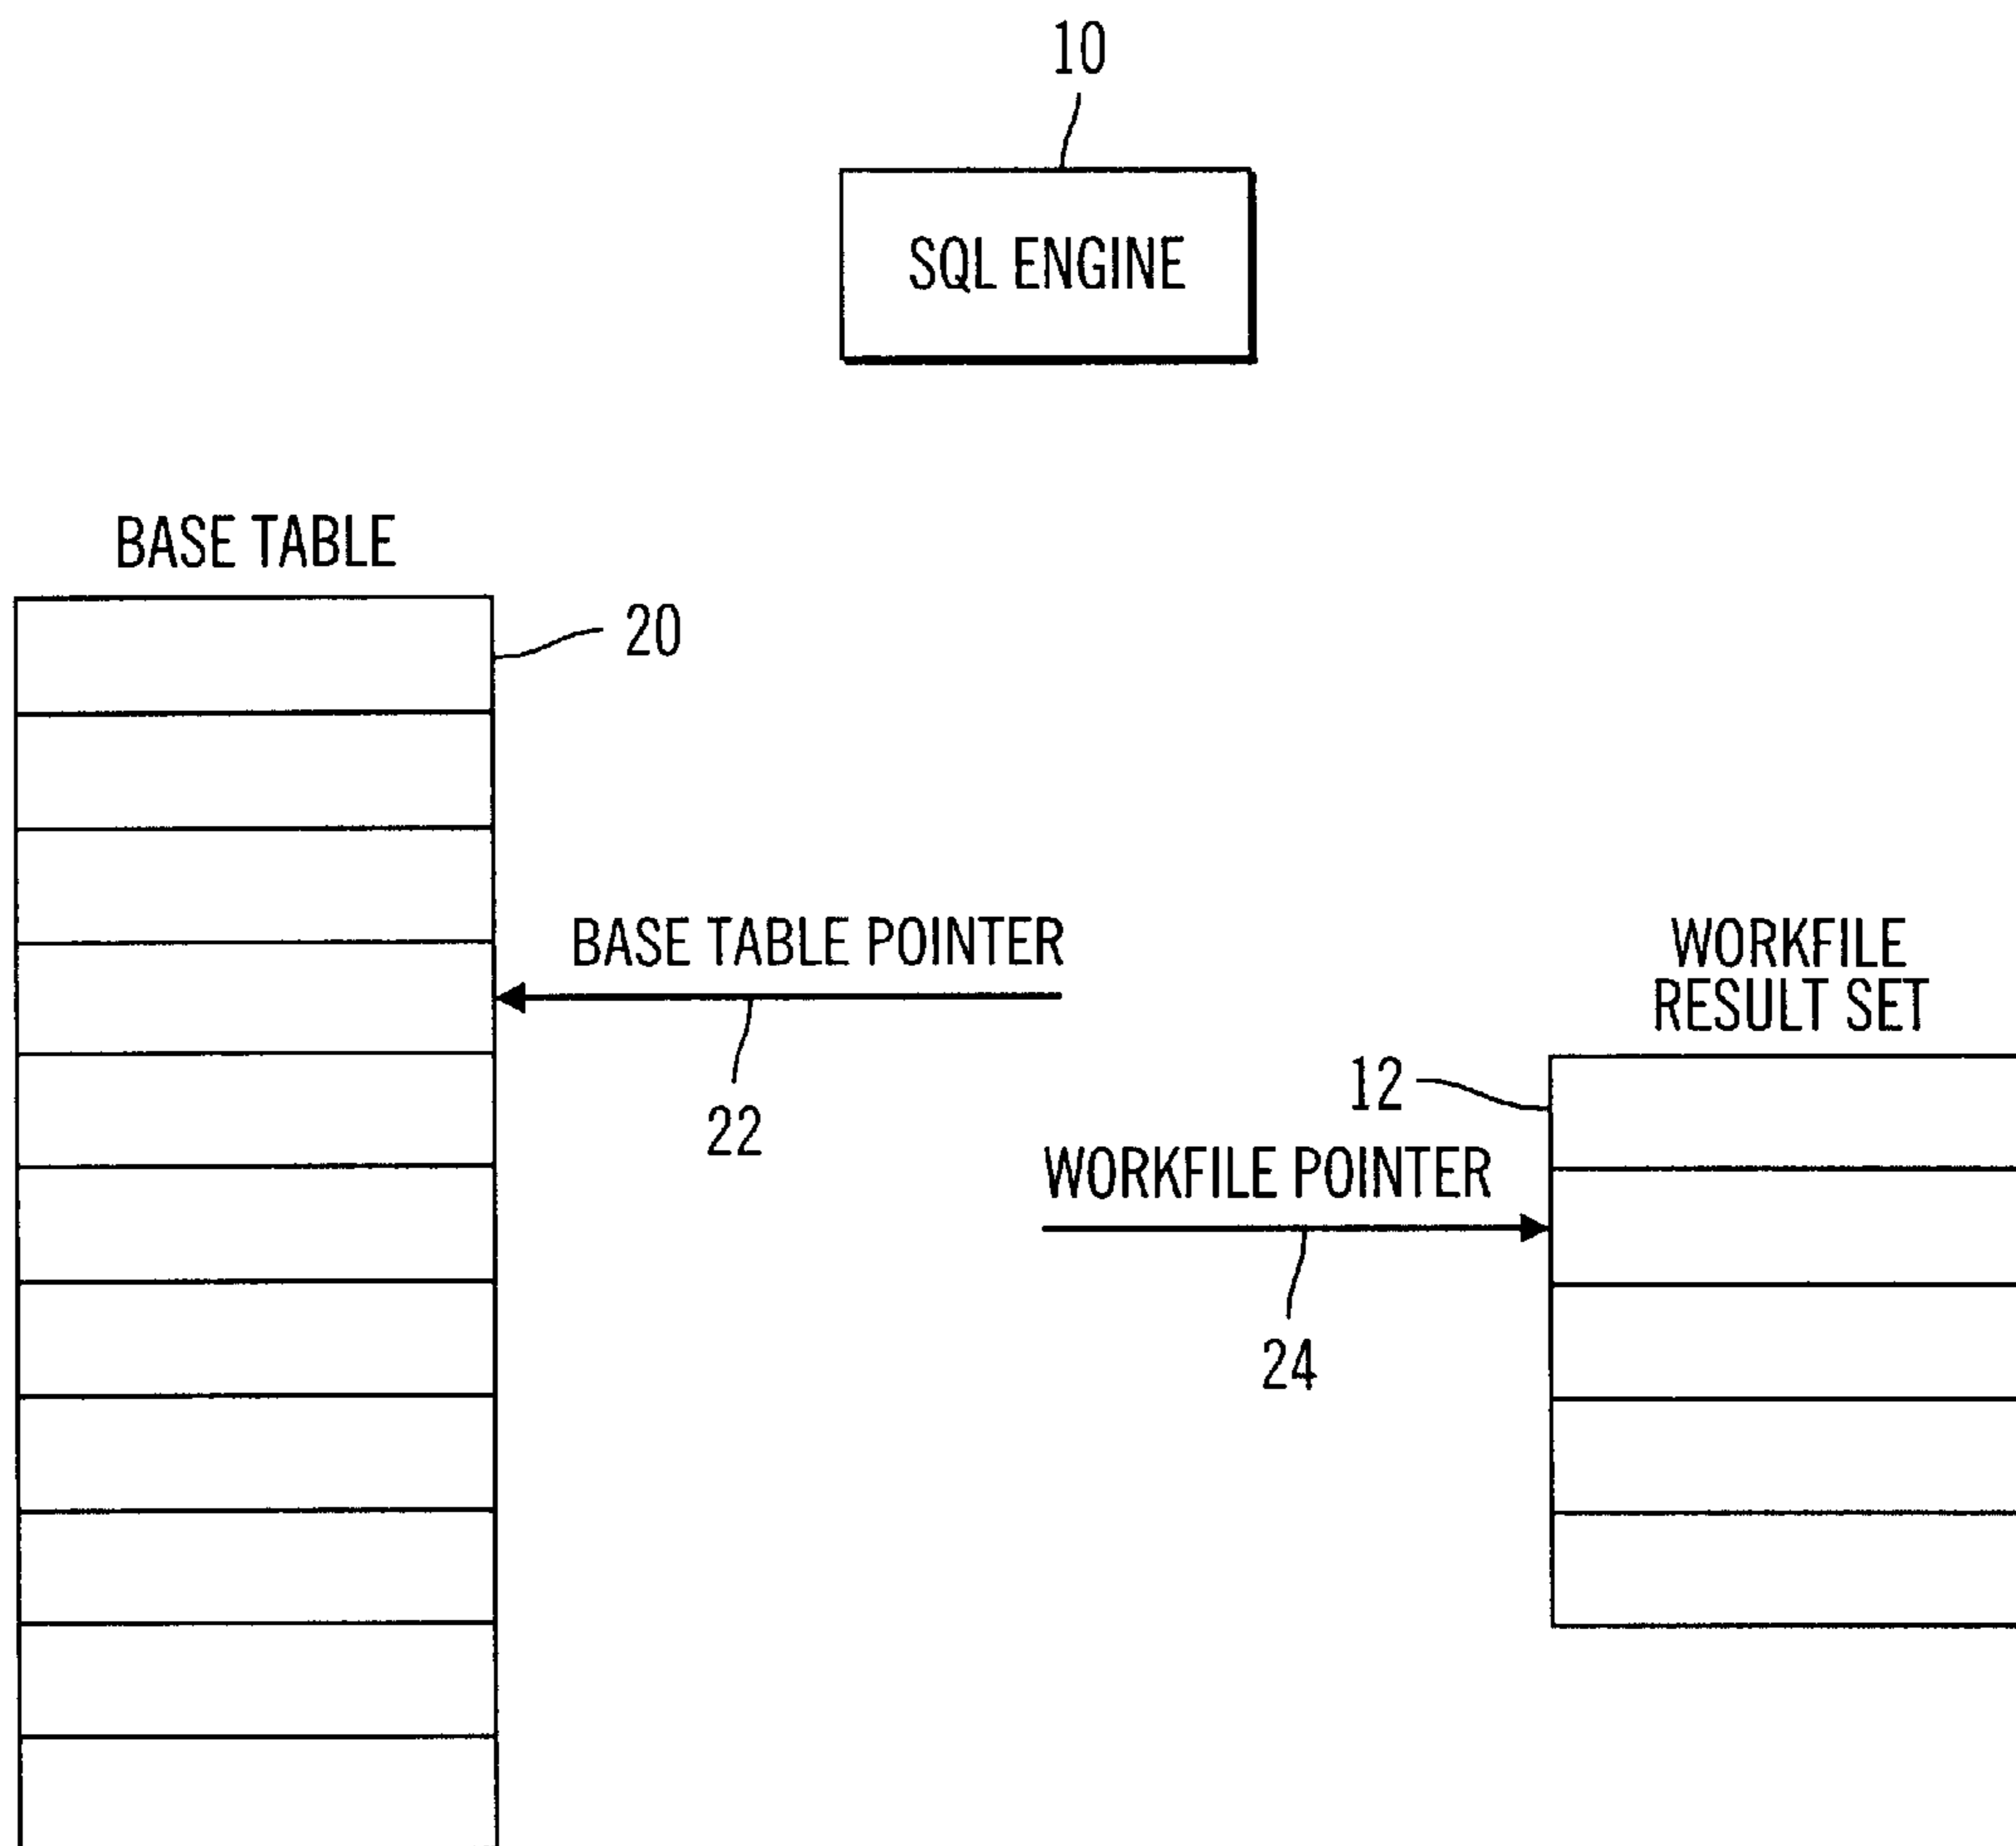 10
SQL ENGINE
BASE TABLE
20
BASE TABLE POINTER
22
WORKFILE
RESULT SET
12
WORKFILE POINTER
24